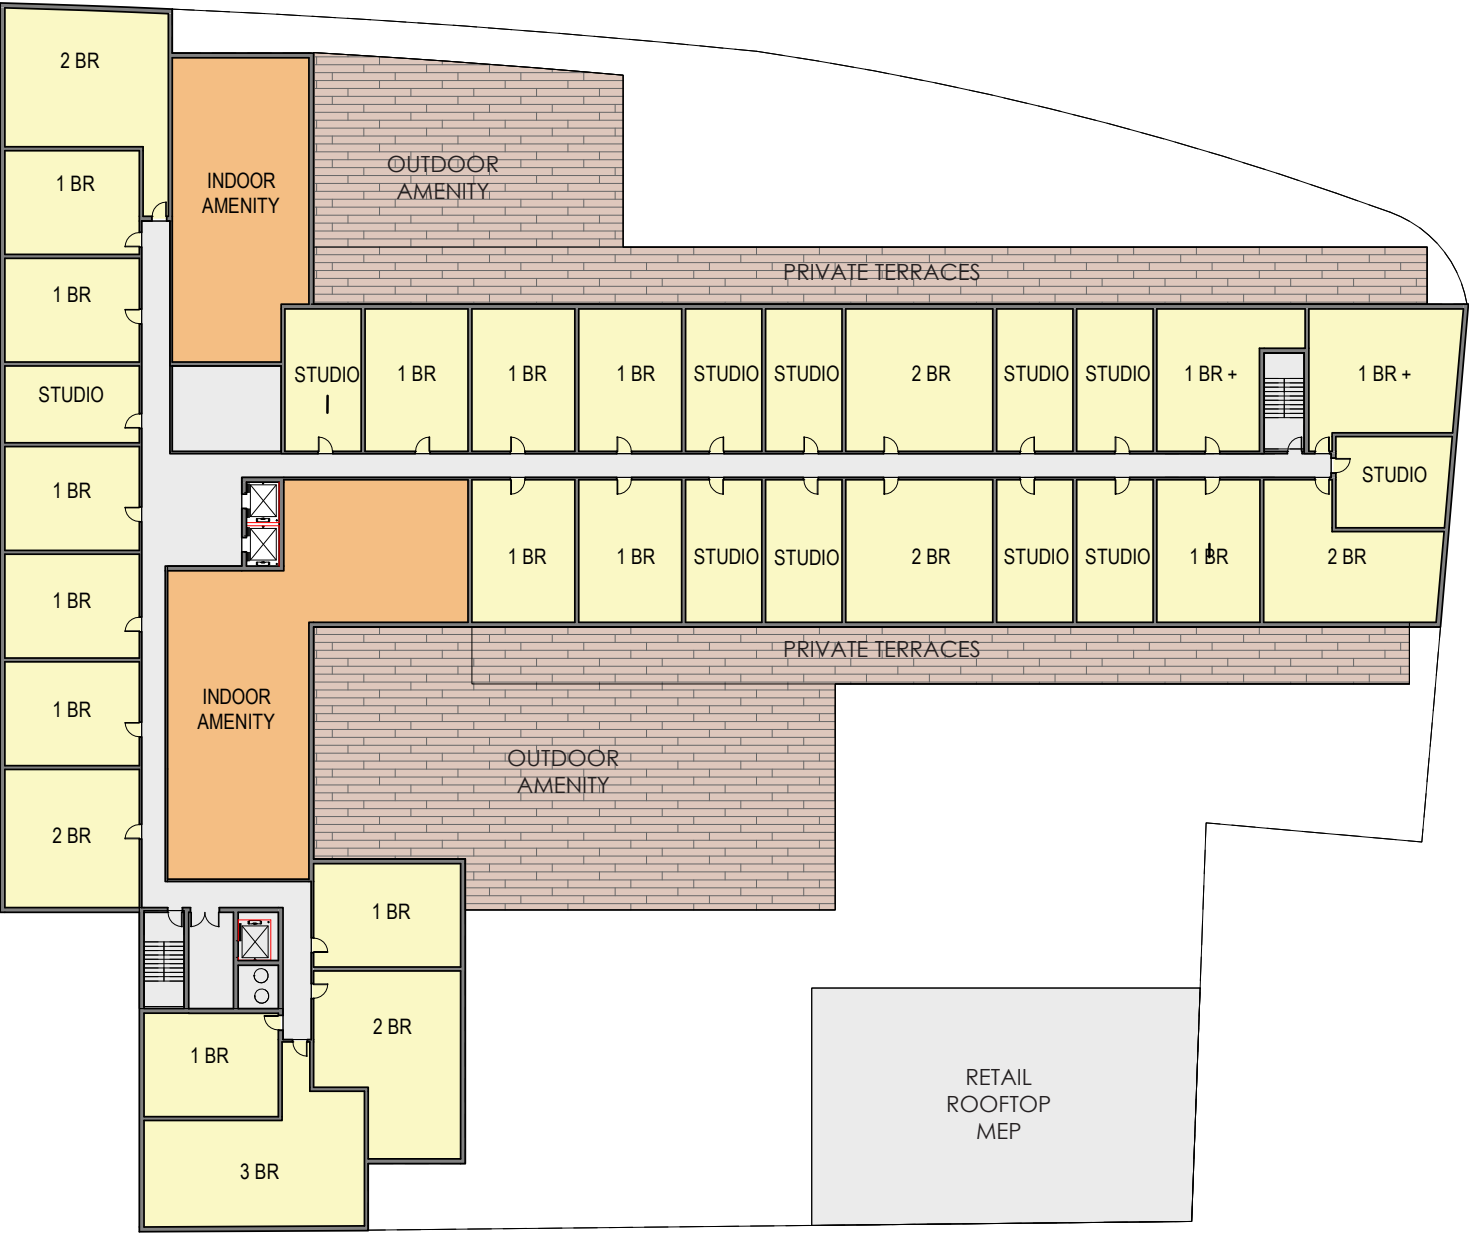 2 BR
1 BR
INDOOR
AMENITY
OUTDOOR
AMENITY
PRIVATE TERRACES
1 BR
STUDIO
STUDIO
1 BR
1 BR
1 BR
STUDIO
STUDIO
2 BR
STUDIO
STUDIO
1 BR +
1 BR +
STUDIO
1 BR
1 BR
1 BR
STUDIO
STUDIO
2 BR
STUDIO
STUDIO
1 BR
2 BR
1 BR
1 BR
2 BR
INDOOR
AMENITY
PRIVATE TERRACES
OUTDOOR
AMENITY
1 BR
2 BR
1 BR
3 BR
RETAIL
ROOFTOP
MEP